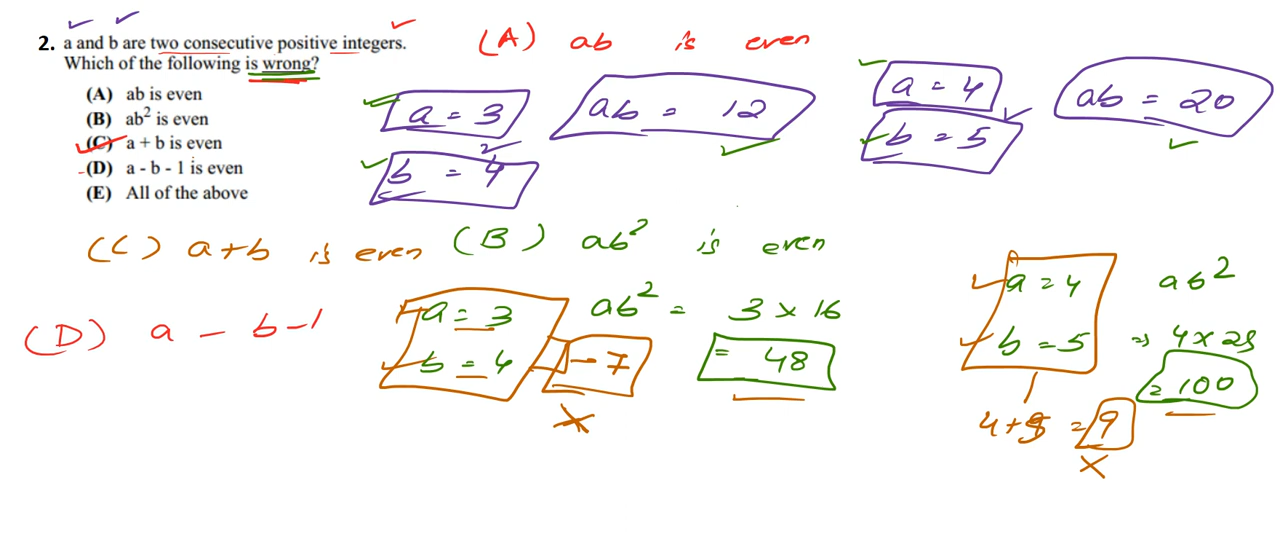 2. a and b are two consecutive positive integers.
Which of the following is wrong?
(A) ab is even
(B) ab² is even
(C) a + b is even
(D) a - b - 1 is even
(E) All of the above
(A) ab is even
a = 3
b = 4
ab = 12
a = 4
b = 5
ab = 20
(C) a+b is even
(B) ab² is even
a = 3
b = 4
= 7
ab² = 3 × 16
= 48
a = 4
b = 5
4+5 = 9
ab²
⇒ 4 × 25
= 100
(D) a - b - 1